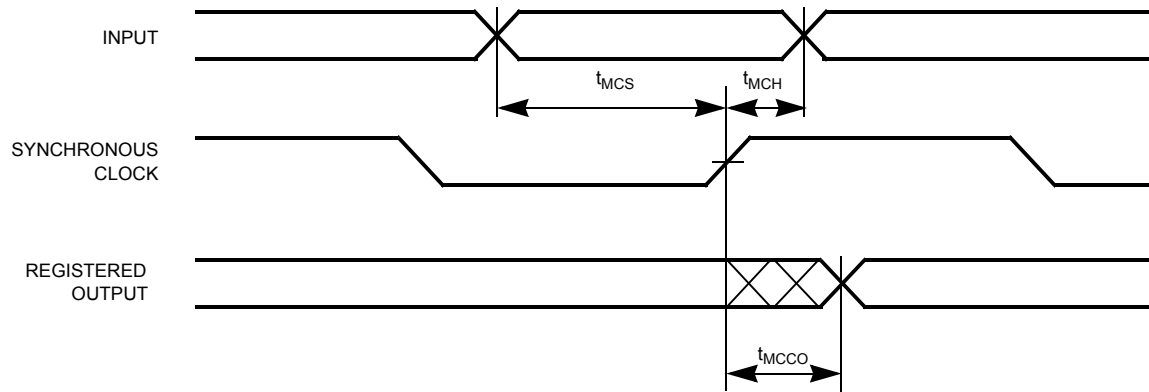 INPUT
tMCS
tMCH
SYNCHRONOUS
CLOCK
REGISTERED
OUTPUT
tMCCO